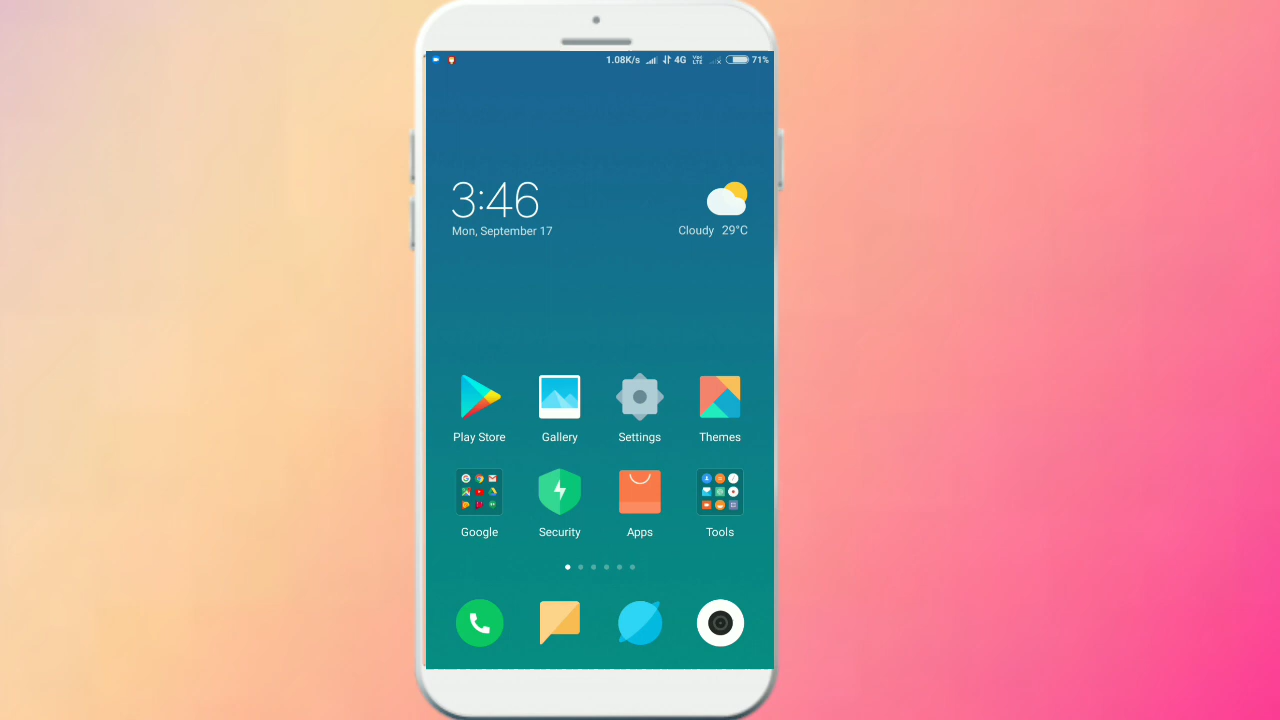 1.08K/s 4G VoLTE 71%
3:46
Mon, September 17
Cloudy 29°C
Play Store Gallery Settings Themes
Google Security Apps Tools